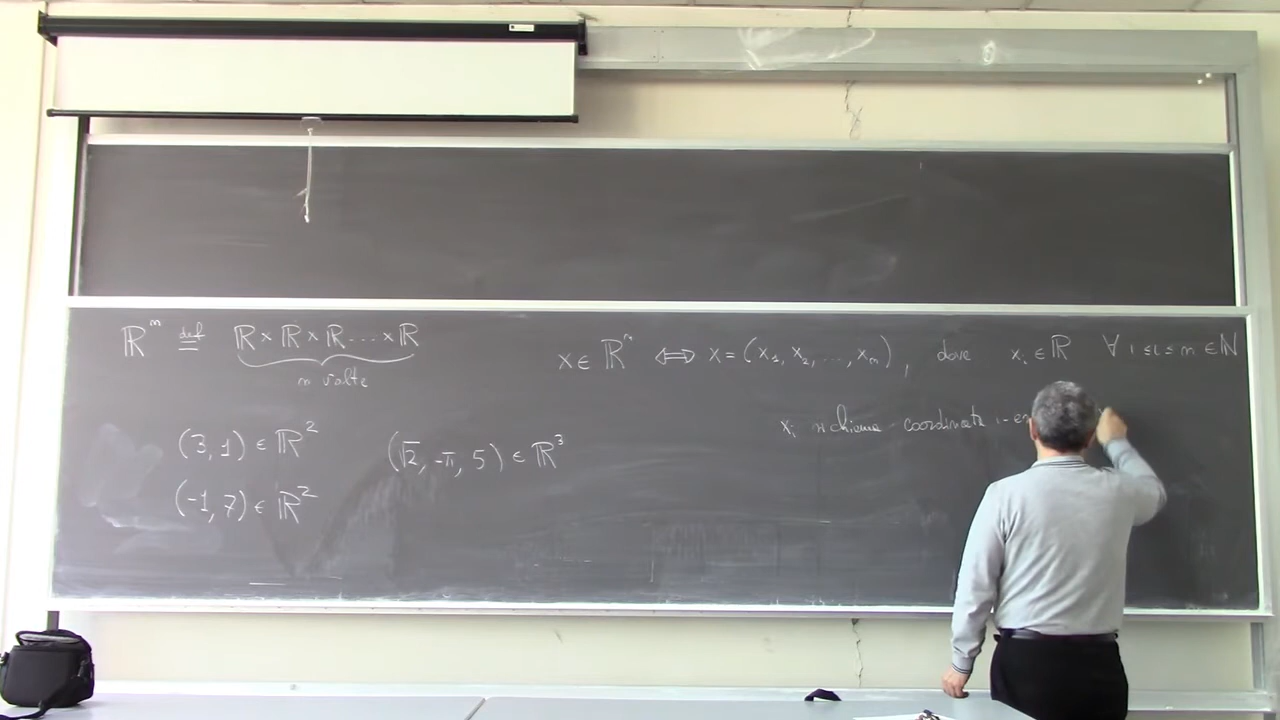 ℝⁿ def= ℝ × ℝ × ℝ .... × ℝ
n volte
(3, 1) ∈ ℝ²
(-1, 7) ∈ ℝ²
(√2, -π, 5) ∈ ℝ³
x ∈ ℝⁿ ⇔ x = (x₁, x₂, ..., xₙ), dove xᵢ ∈ ℝ ∀ 1 ≤ i ≤ n ∈ ℕ
xᵢ si chiama coordinata i-